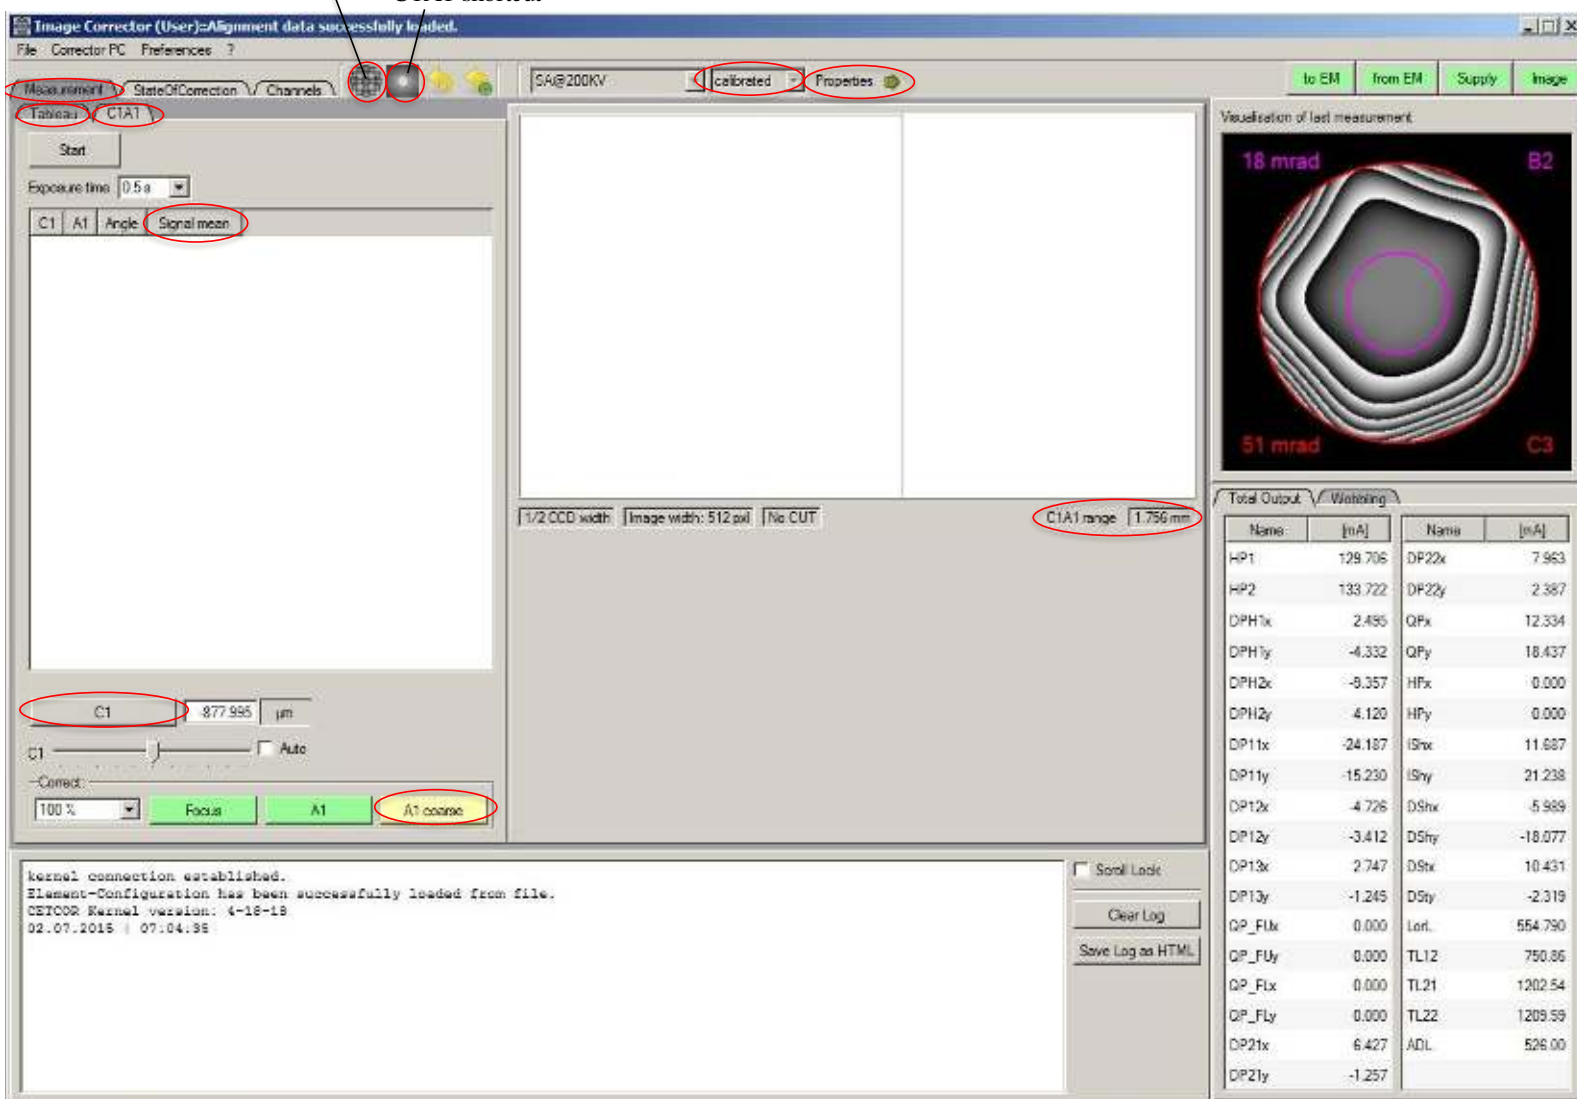 Image Corrector (User)::Alignment data successfully loaded.
File Corrector PC Preferences ?
Measurement StateOfCorrection Channels SA@200KV calibrated Properties to EM from EM Supply Image
Tableau C1A1
Start
Exposure time 0.5 s
C1 A1 Angle Signal mean
C1 -877.995 µm
C1 Auto
Correct:
100 % Focus A1 A1 coarse
1/2 CCD width Image width: 512 pxl No CUT C1A1 range 1.756 mm
Visualisation of last measurement
18 mrad B2
51 mrad C3
Total Output Wobbling
Name [mA] Name [mA]
HP1 129.706 DP22x 7.963
HP2 133.722 DP22y 2.387
DPH1x 2.495 QPx 12.334
DPH1y -4.332 QPy 18.437
DPH2x -9.357 HPx 0.000
DPH2y 4.120 HPy 0.000
DP11x -24.187 IShx 11.687
DP11y -15.230 IShy 21.238
DP12x -4.726 DShx -5.989
DP12y -3.412 DShy -18.077
DP13x 2.747 DStx 10.431
DP13y -1.245 DSty -2.319
QP_FUx 0.000 Lorl. 554.790
QP_FUy 0.000 TL12 750.86
QP_FLx 0.000 TL21 1202.54
QP_FLy 0.000 TL22 1209.59
DP21x 6.427 ADL 526.00
DP21y -1.257
kernel connection established.
Element-Configuration has been successfully loaded from file.
CETCOR Kernel version: 4-18-18
02.07.2015 | 07:04:35
Scroll Lock
Clear Log
Save Log as HTML